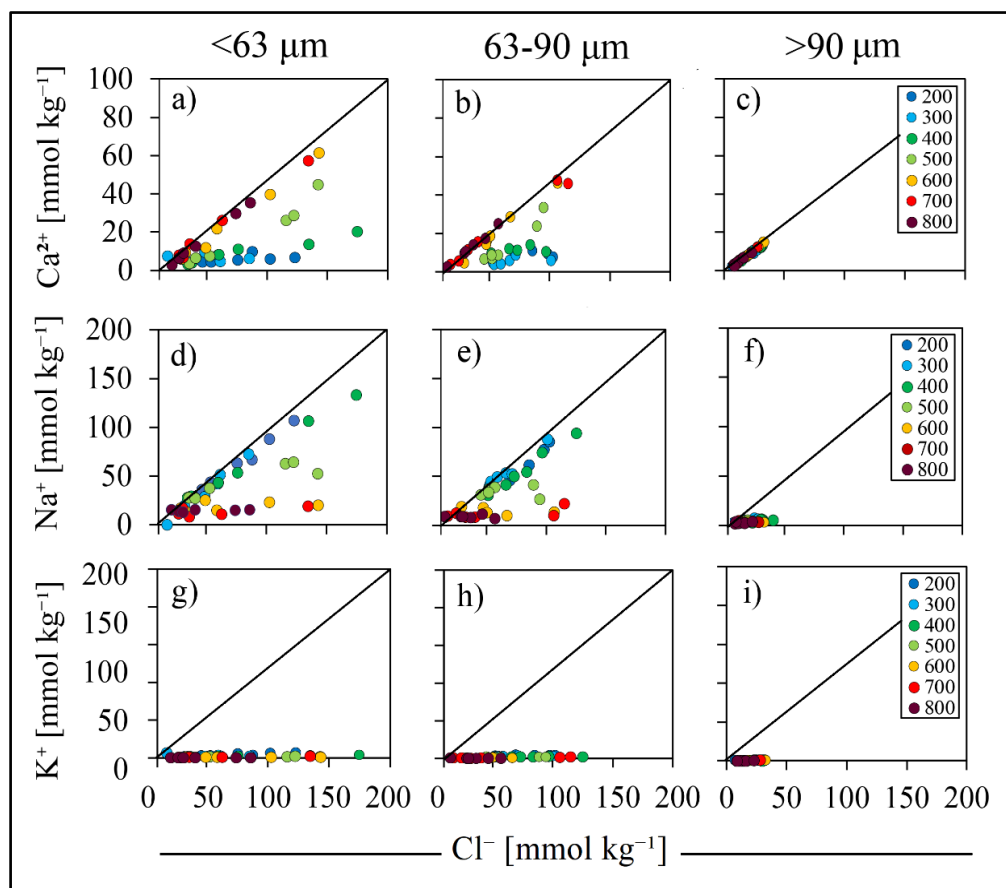 <63 μm 63-90 μm >90 μm
Ca²⁺ [mmol kg⁻¹]
100
80
60
40
20
0
a)
b)
c)
200
300
400
500
600
700
800
Na⁺ [mmol kg⁻¹]
200
150
100
50
0
d)
e)
f)
200
300
400
500
600
700
800
K⁺ [mmol kg⁻¹]
200
150
100
50
0
g)
h)
i)
200
300
400
500
600
700
800
0 50 100 150 200 0 50 100 150 200 0 50 100 150 200
Cl⁻ [mmol kg⁻¹]